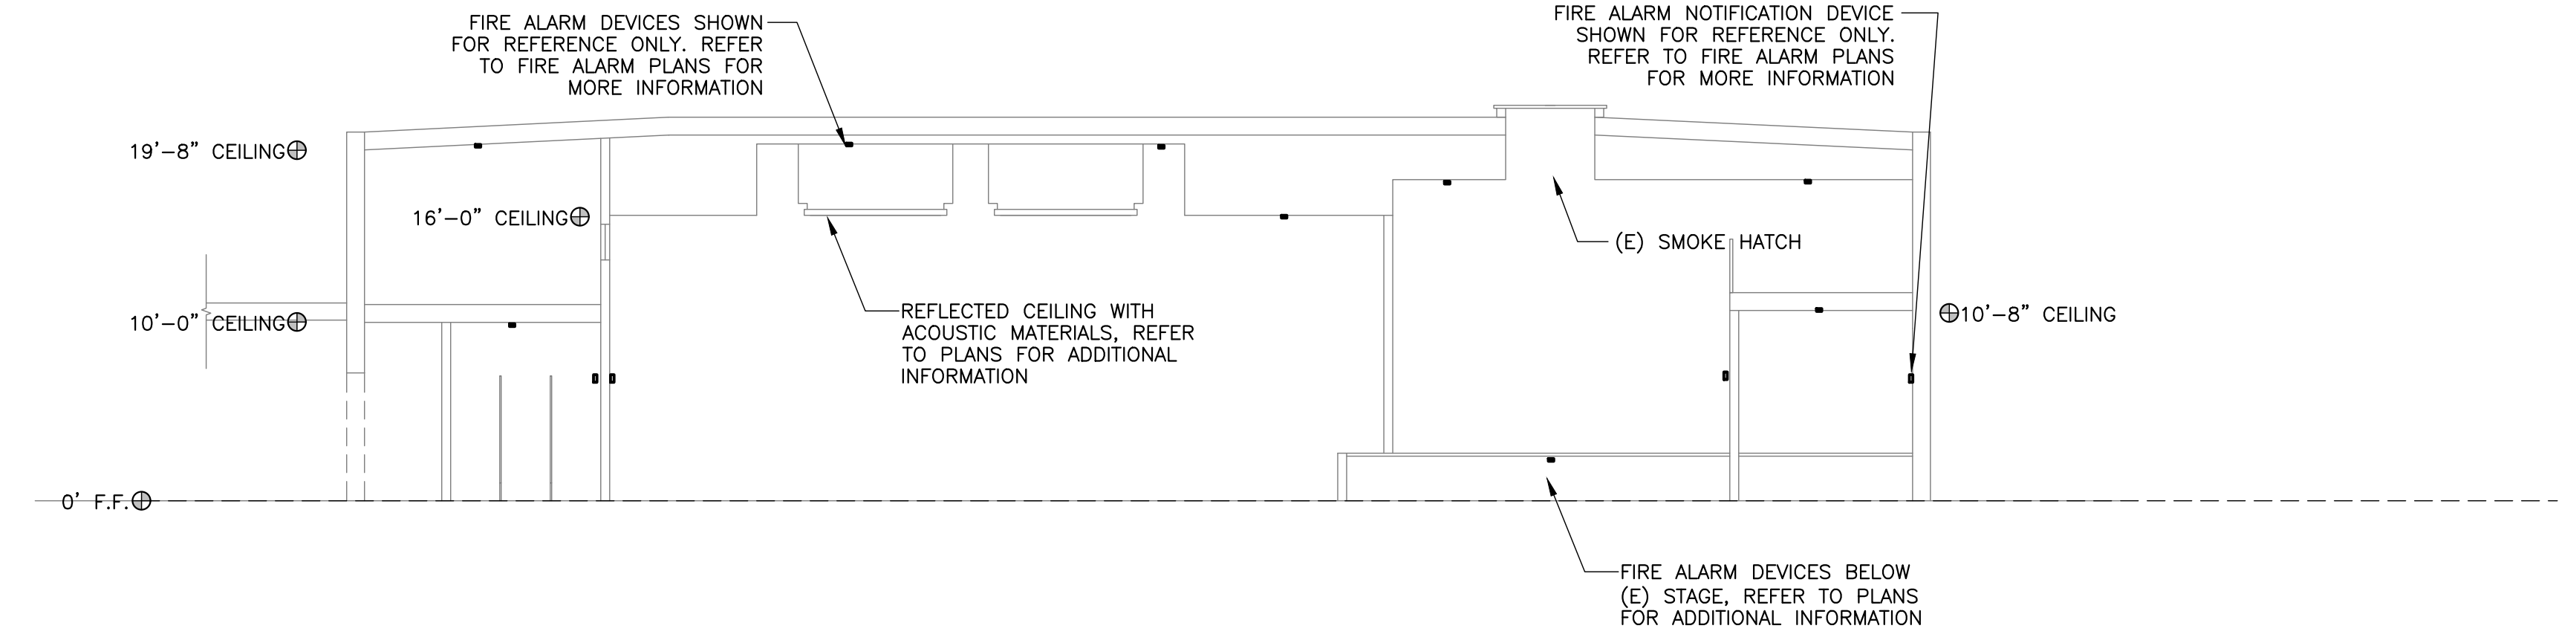 FIRE ALARM DEVICES SHOWN
FOR REFERENCE ONLY. REFER
TO FIRE ALARM PLANS FOR
MORE INFORMATION
FIRE ALARM NOTIFICATION DEVICE
SHOWN FOR REFERENCE ONLY.
REFER TO FIRE ALARM PLANS
FOR MORE INFORMATION
19'-8" CEILING
16'-0" CEILING
(E) SMOKE HATCH
10'-0" CEILING
REFLECTED CEILING WITH
ACOUSTIC MATERIALS, REFER
TO PLANS FOR ADDITIONAL
INFORMATION
10'-8" CEILING
0' F.F.
FIRE ALARM DEVICES BELOW
(E) STAGE, REFER TO PLANS
FOR ADDITIONAL INFORMATION